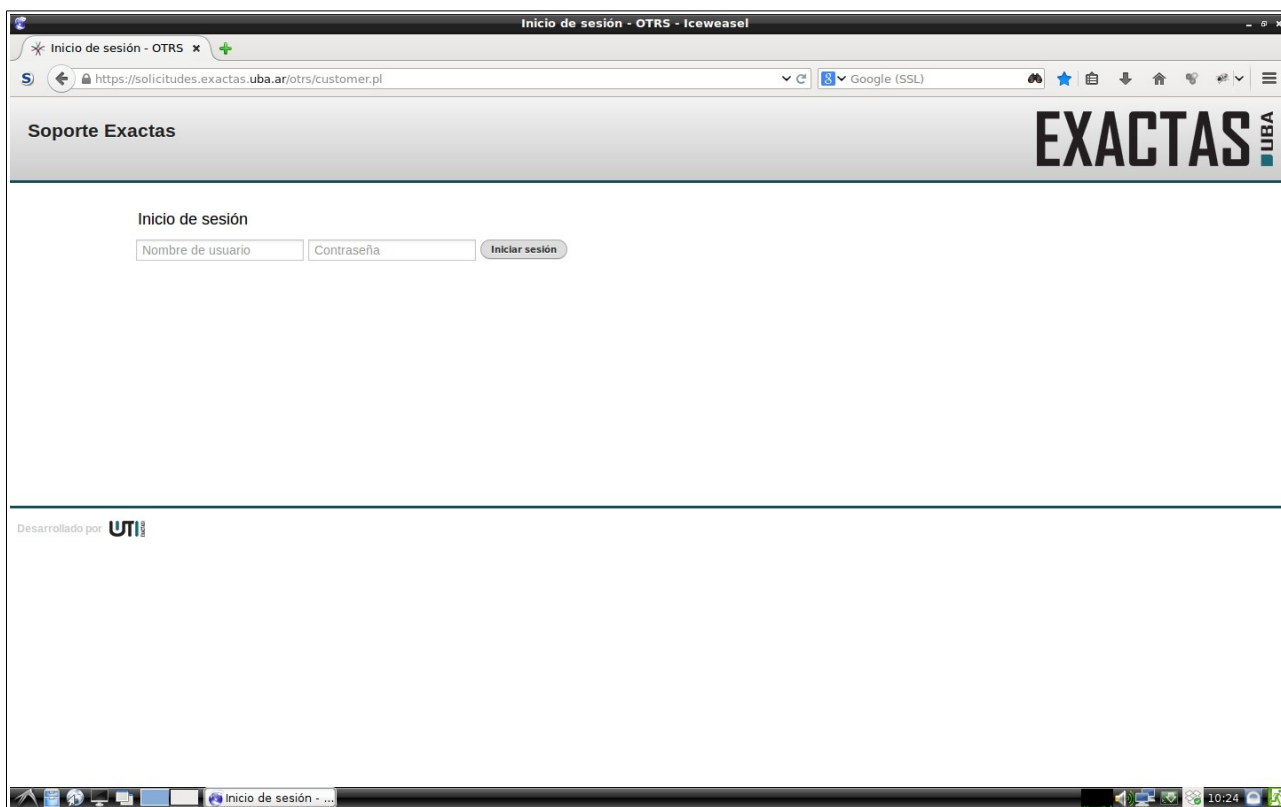 Inicio de sesión - OTRS - Iceweasel
Inicio de sesión - OTRS
https://solicitudes.exactas.uba.ar/otrs/customer.pl
Google (SSL)
Soporte Exactas
EXACTAS UBA
Inicio de sesión
Nombre de usuario
Contraseña
Iniciar sesión
Desarrollado por UTI
Inicio de sesión - ...
10:24